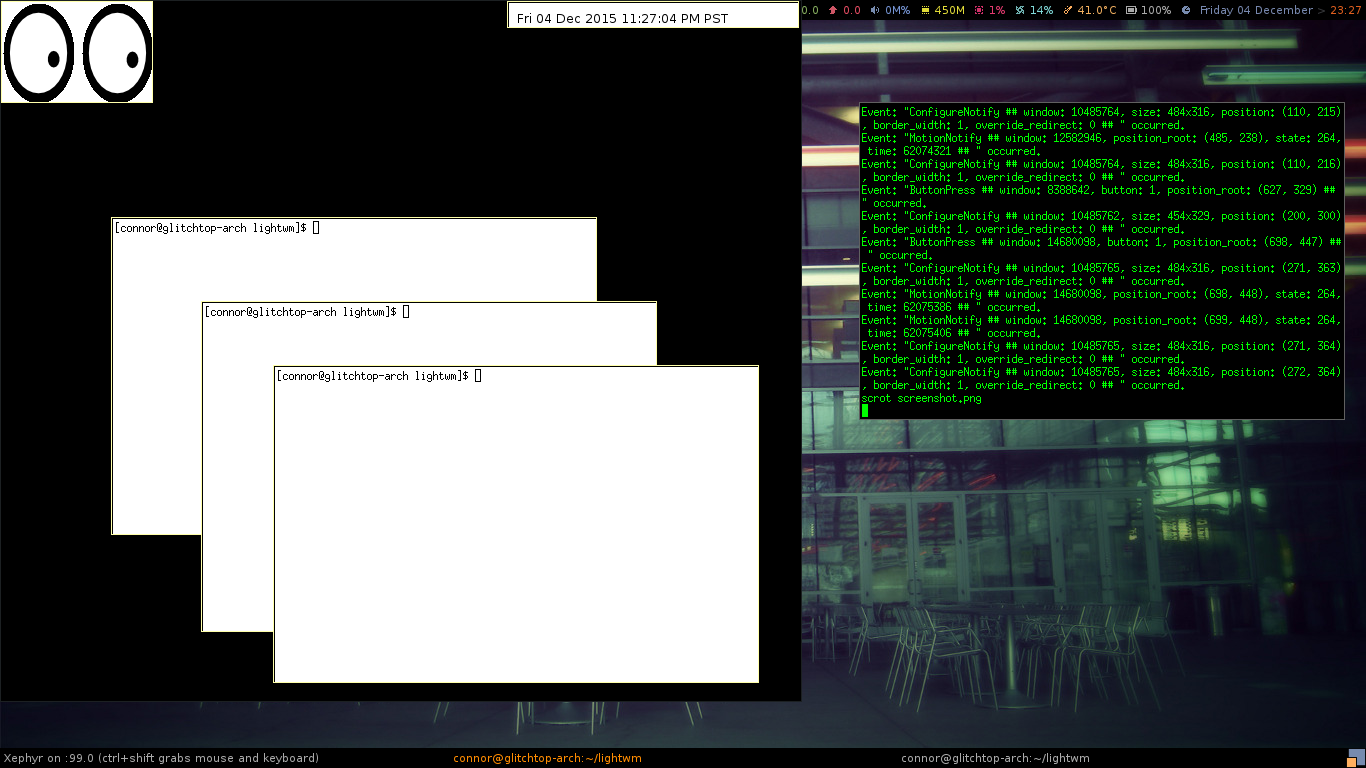 Fri 04 Dec 2015 11:27:04 PM PST
0.0 0.0 0M% 450M 1% 14% 41.0°C 100% Friday 04 December > 23:27
[connor@glitchtop-arch lightwm]$
[connor@glitchtop-arch lightwm]$
[connor@glitchtop-arch lightwm]$
Event: "ConfigureNotify ## window: 10485764, size: 484x316, position: (110, 215)
, border_width: 1, override_redirect: 0 ## " occurred.
Event: "MotionNotify ## window: 12582946, position_root: (485, 238), state: 264,
 time: 62074321 ## " occurred.
Event: "ConfigureNotify ## window: 10485764, size: 484x316, position: (110, 216)
, border_width: 1, override_redirect: 0 ## " occurred.
Event: "ButtonPress ## window: 8388642, button: 1, position_root: (627, 329) ##
" occurred.
Event: "ConfigureNotify ## window: 10485762, size: 454x329, position: (200, 300)
, border_width: 1, override_redirect: 0 ## " occurred.
Event: "ButtonPress ## window: 14680098, button: 1, position_root: (698, 447) ##
 " occurred.
Event: "ConfigureNotify ## window: 10485765, size: 484x316, position: (271, 363)
, border_width: 1, override_redirect: 0 ## " occurred.
Event: "MotionNotify ## window: 14680098, position_root: (698, 448), state: 264,
 time: 62075386 ## " occurred.
Event: "MotionNotify ## window: 14680098, position_root: (699, 448), state: 264,
 time: 62075406 ## " occurred.
Event: "ConfigureNotify ## window: 10485765, size: 484x316, position: (271, 364)
, border_width: 1, override_redirect: 0 ## " occurred.
Event: "ConfigureNotify ## window: 10485765, size: 484x316, position: (272, 364)
, border_width: 1, override_redirect: 0 ## " occurred.
scrot screenshot.png
Xephyr on :99.0 (ctrl+shift grabs mouse and keyboard)
connor@glitchtop-arch:~/lightwm
connor@glitchtop-arch:~/lightwm